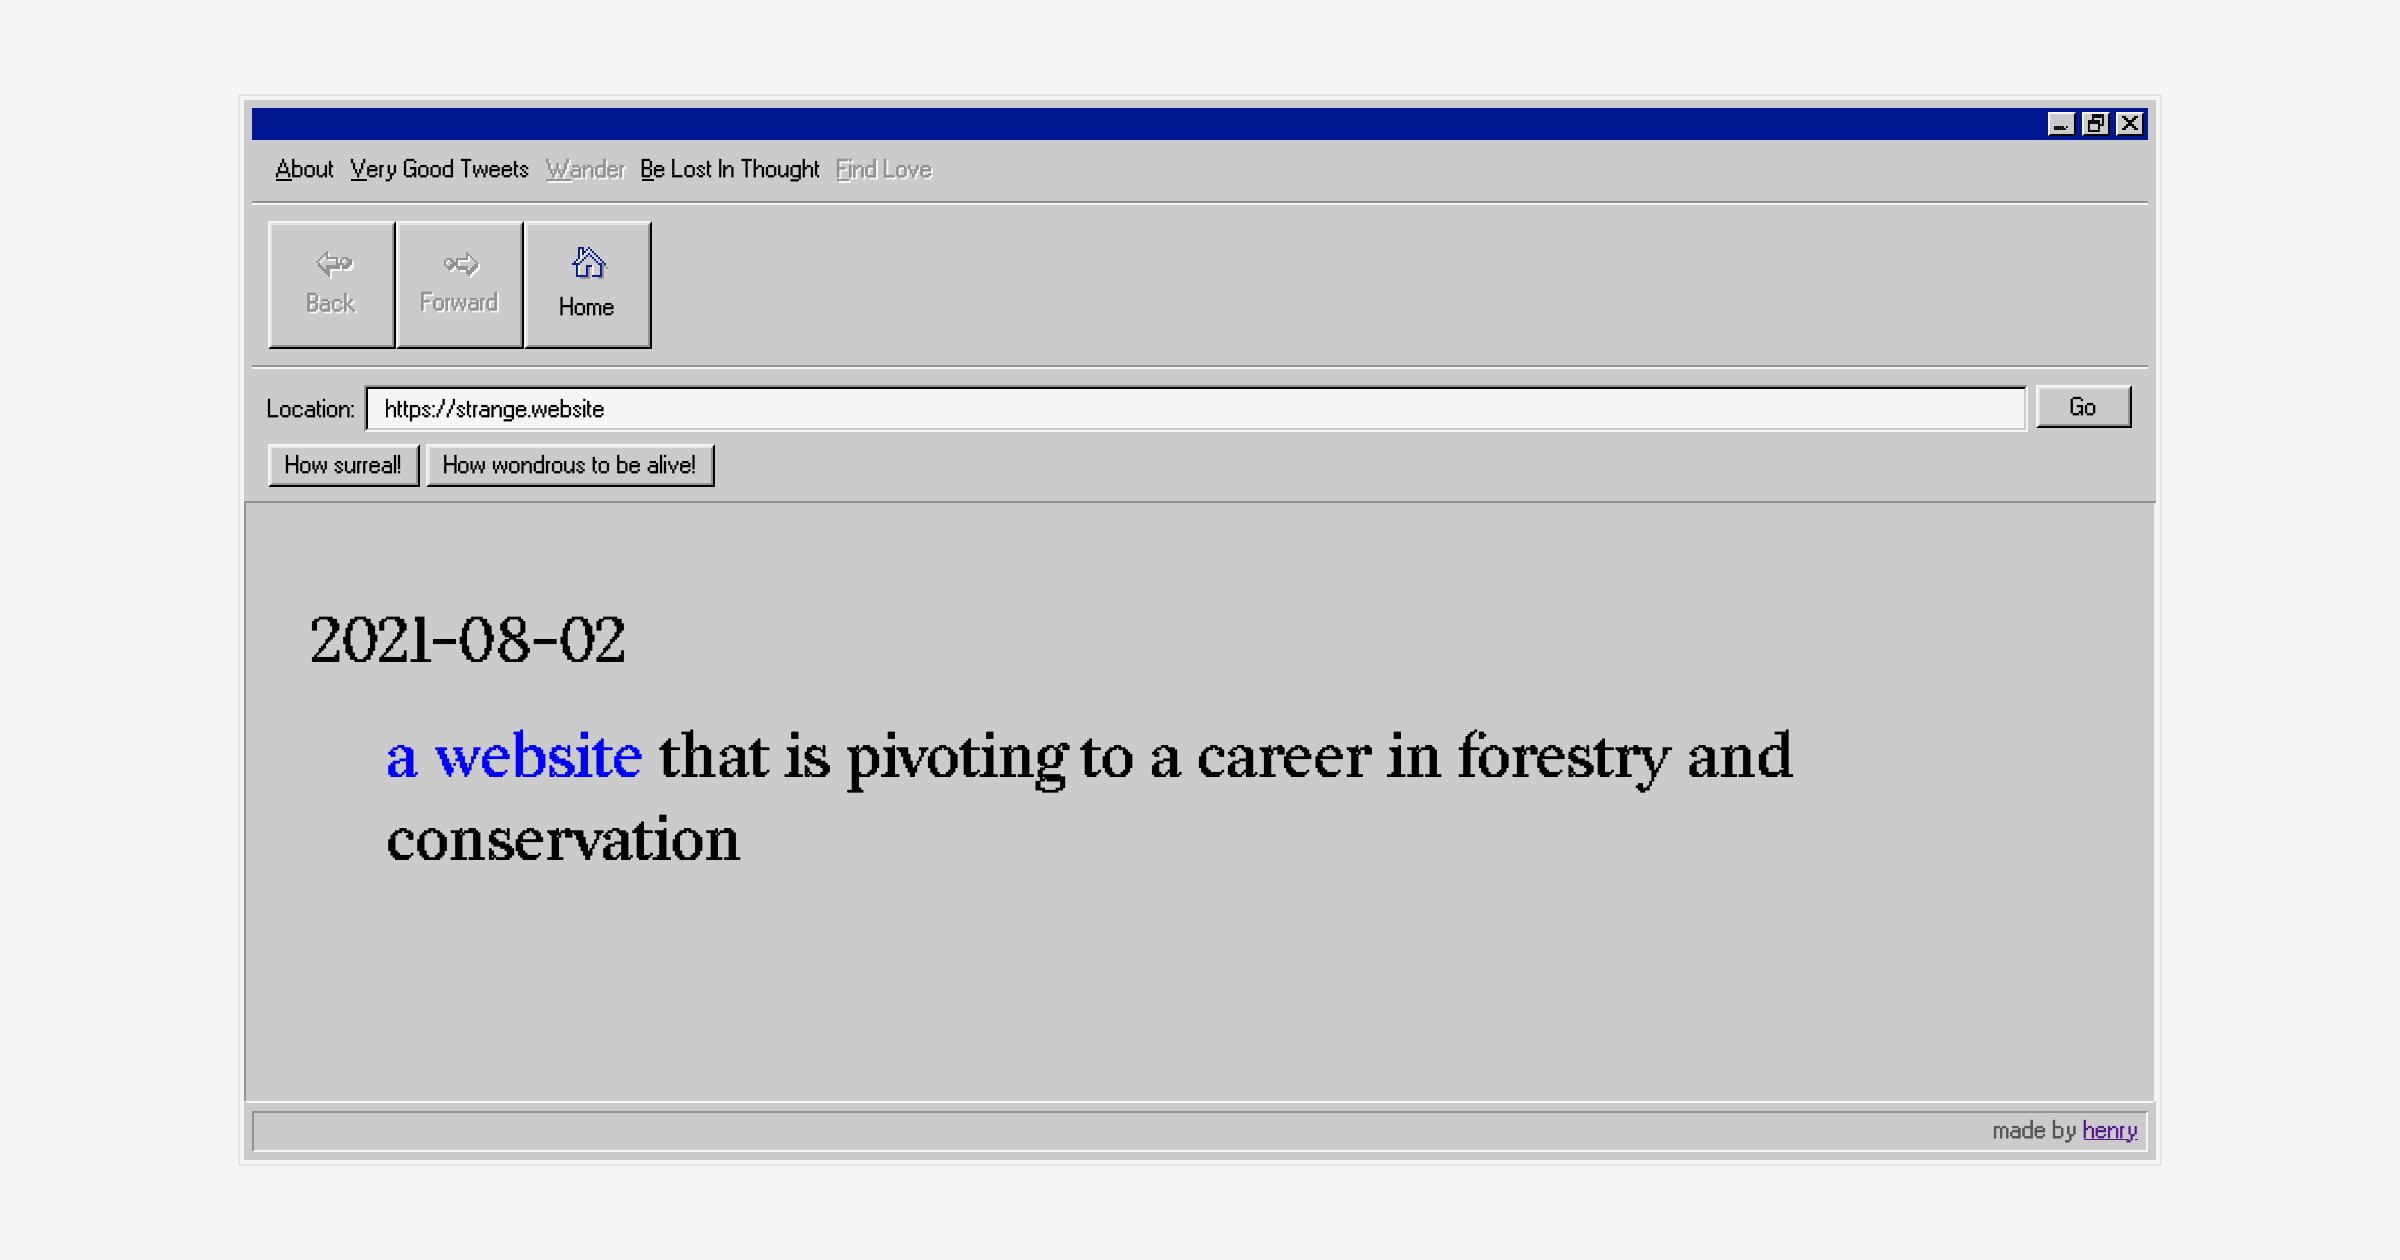 About Very Good Tweets Wander Be Lost In Thought Find Love
Back Forward Home
Location: https://strange.website Go
How surreal! How wondrous to be alive!
2021-08-02
a website that is pivoting to a career in forestry and
conservation
made by henry